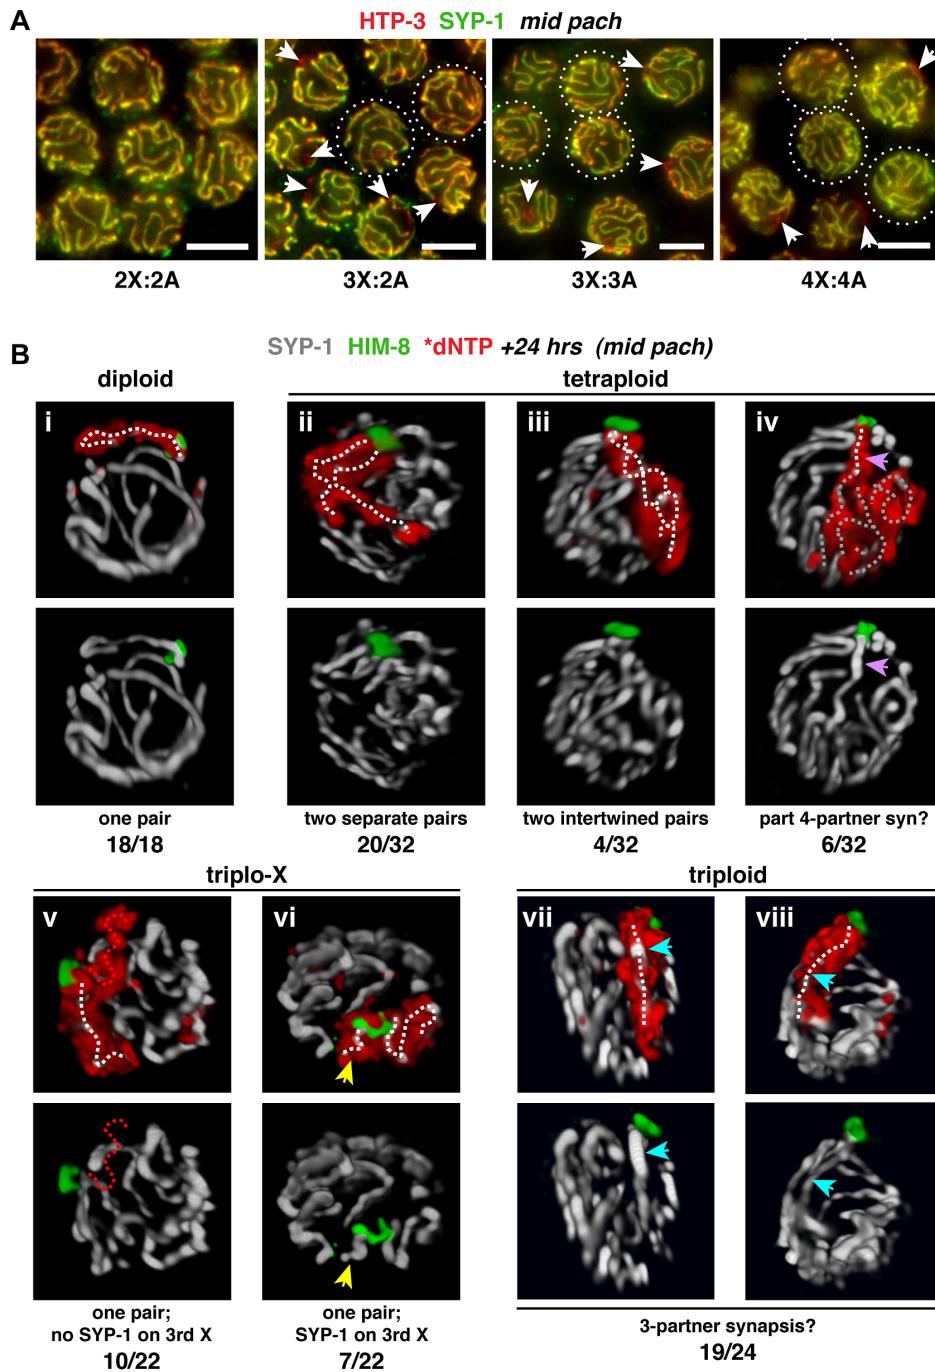 A
HTP-3 SYP-1 mid pach
2X:2A 3X:2A 3X:3A 4X:4A
B
SYP-1 HIM-8 *dNTP +24 hrs (mid pach)
diploid tetraploid
i ii iii iv
one pair two separate pairs two intertwined pairs part 4-partner syn?
18/18 20/32 4/32 6/32
triplo-X triploid
v vi vii viii
one pair; one pair;
no SYP-1 on 3rd X SYP-1 on 3rd X 3-partner synapsis?
10/22 7/22 19/24